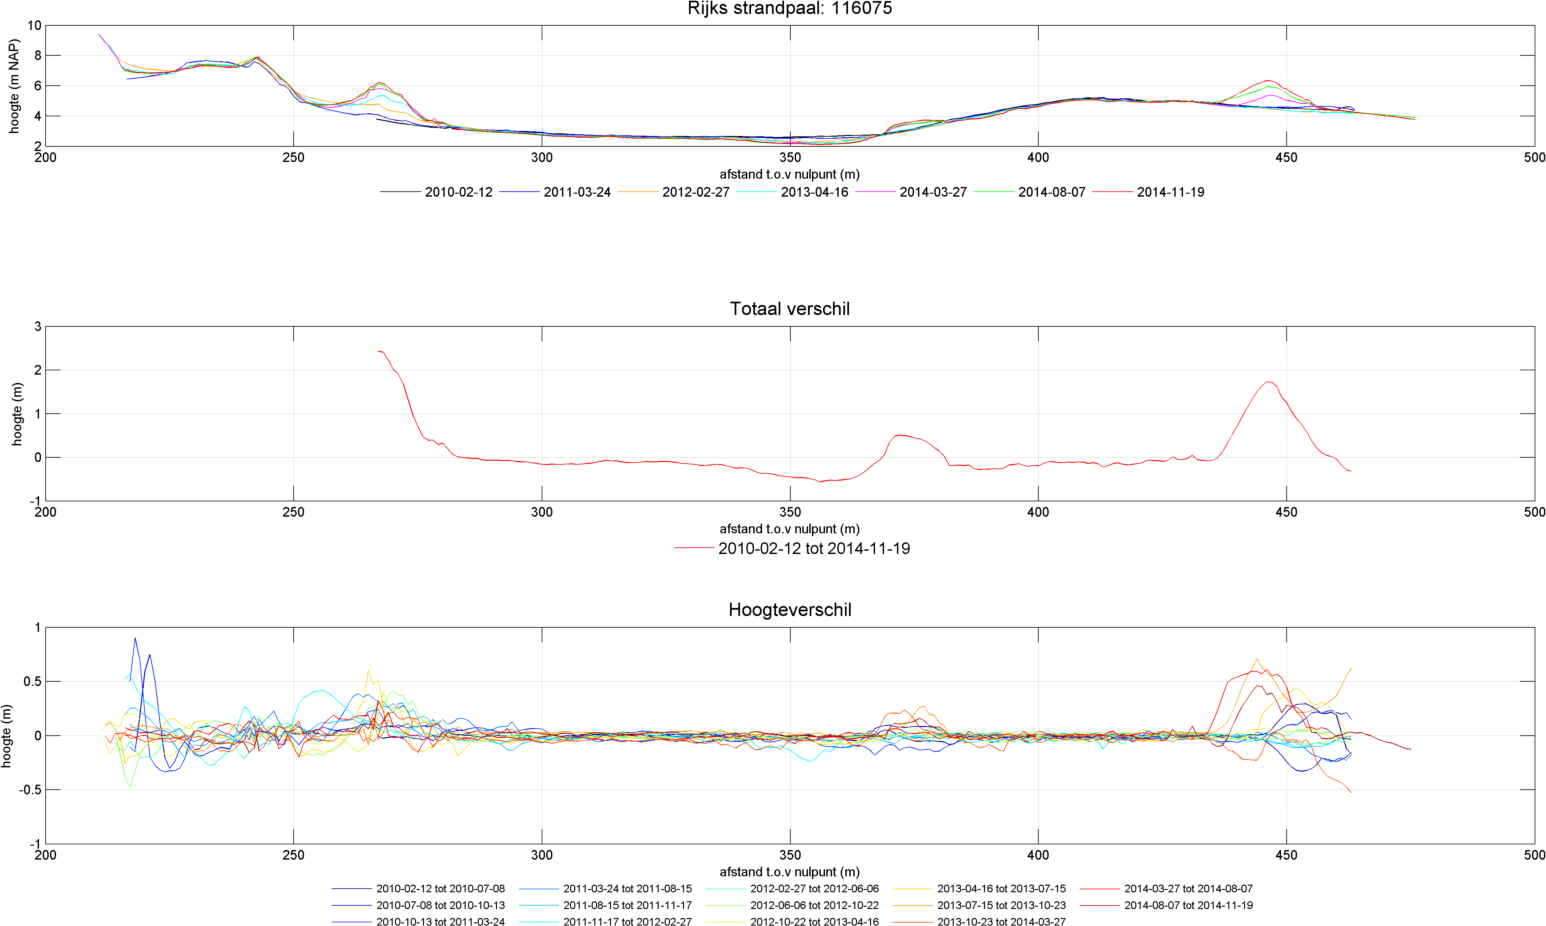 Rijks strandpaal: 116075
hoogte (m NAP)
10
8
6
4
2
200 250 300 350 400 450 500
afstand t.o.v nulpunt (m)
2010-02-12 2011-03-24 2012-02-27 2013-04-16 2014-03-27 2014-08-07 2014-11-19
Totaal verschil
hoogte (m)
3
2
1
0
-1
200 250 300 350 400 450 500
afstand t.o.v nulpunt (m)
2010-02-12 tot 2014-11-19
Hoogteverschil
hoogte (m)
1
0.5
0
-0.5
-1
200 250 300 350 400 450 500
afstand t.o.v nulpunt (m)
2010-02-12 tot 2010-07-08 2011-03-24 tot 2011-08-15 2012-02-27 tot 2012-06-06 2013-04-16 tot 2013-07-15 2014-03-27 tot 2014-08-07
2010-07-08 tot 2010-10-13 2011-08-15 tot 2011-11-17 2012-06-06 tot 2012-10-22 2013-07-15 tot 2013-10-23 2014-08-07 tot 2014-11-19
2010-10-13 tot 2011-03-24 2011-11-17 tot 2012-02-27 2012-10-22 tot 2013-04-16 2013-10-23 tot 2014-03-27